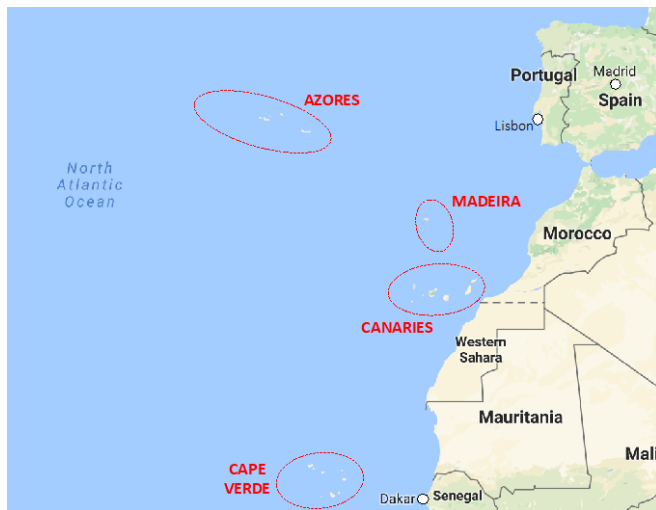 Portugal
Madrid
Spain
AZORES
Lisbon
North
Atlantic
Ocean
MADEIRA
Morocco
CANARIES
Western
Sahara
Mauritania
Mali
CAPE
VERDE
Dakar
Senegal